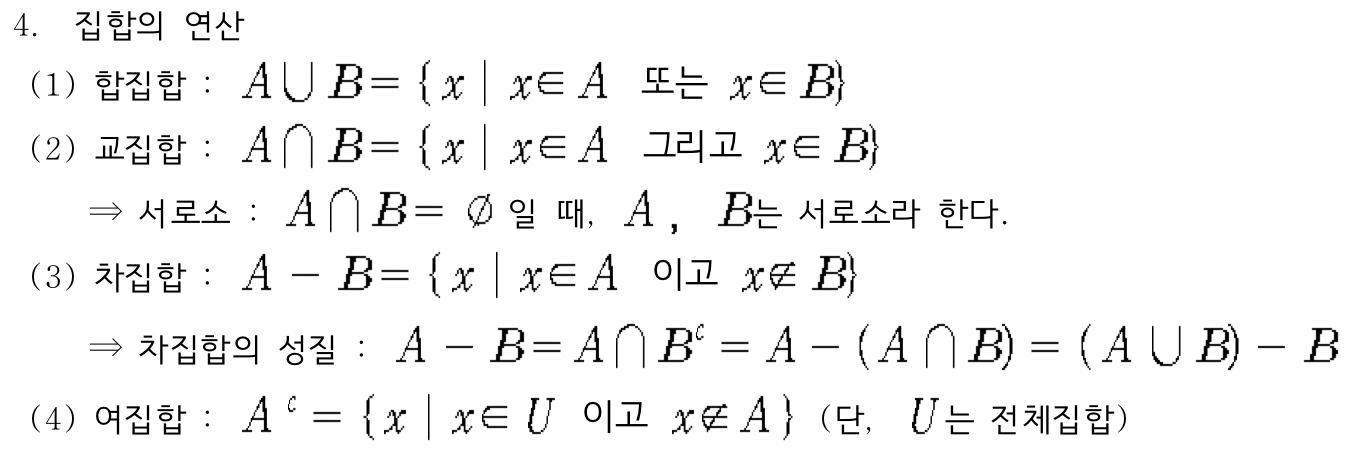 4. 집합의 연산
(1) 합집합 : A∪B={x | x∈A 또는 x∈B}
(2) 교집합 : A∩B={x | x∈A 그리고 x∈B}
⇒ 서로소 : A∩B= ∅ 일 때, A , B는 서로소라 한다.
(3) 차집합 : A − B={x | x∈A 이고 x∉B}
⇒ 차집합의 성질 : A − B=A∩Bᶜ = A−(A∩B)=(A∪B)− B
(4) 여집합 : Aᶜ = {x | x∈U 이고 x∉A} (단, U는 전체집합)